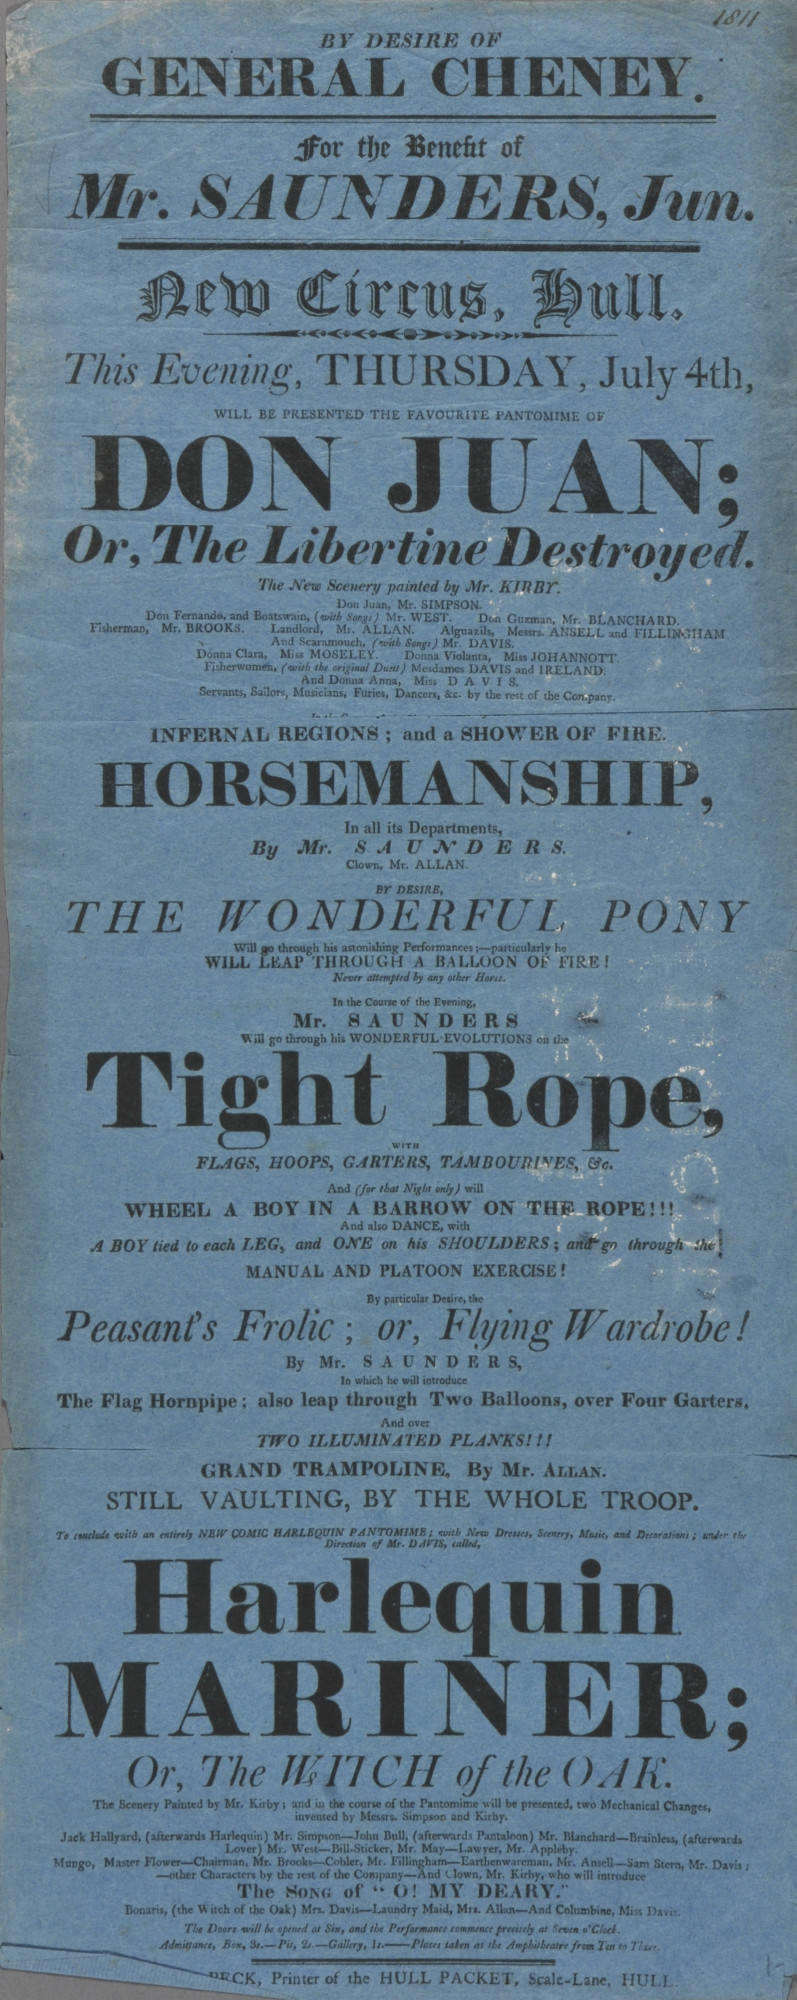 1811
BY DESIRE OF
GENERAL CHENEY.
For the Benefit of
Mr. SAUNDERS, Jun.
New Circus, Hull.
This Evening, THURSDAY, July 4th,
WILL BE PRESENTED THE FAVOURITE PANTOMIME OF
DON JUAN;
Or, The Libertine Destroyed.
The New Scenery painted by Mr. KIRBY.
Don Juan, Mr. SIMPSON.
Don Fernando, and Boatswain, (with Songs) Mr. WEST. Don Guzman, Mr. BLANCHARD.
Fisherman, Mr. BROOKS. Landlord, Mr. ALLAN. Alguazils, Messrs. ANSELL and FILLINGHAM
And Scaramouch, (with Songs) Mr. DAVIS.
Donna Clara, Miss MOSELEY. Donna Violanta, Miss JOHANNOTT.
Fisherwomen, (with the original Duett) Mesdames DAVIS and IRELAND.
And Donna Anna, Miss DAVIS.
Servants, Sailors, Musicians, Furies, Dancers, &c. by the rest of the Company.
INFERNAL REGIONS; and a SHOWER OF FIRE.
HORSEMANSHIP,
In all its Departments,
By Mr. SAUNDERS.
Clown, Mr. ALLAN.
BY DESIRE,
THE WONDERFUL PONY
Will go through his astonishing Performances;—particularly he
WILL LEAP THROUGH A BALLOON OF FIRE!
Never attempted by any other Horse.
In the Course of the Evening,
Mr. SAUNDERS
Will go through his WONDERFUL EVOLUTIONS on the
Tight Rope,
WITH
FLAGS, HOOPS, GARTERS, TAMBOURINES, &c.
And (for that Night only) will
WHEEL A BOY IN A BARROW ON THE ROPE!!!
And also DANCE, with
A BOY tied to each LEG, and ONE on his SHOULDERS; and go through the
MANUAL AND PLATOON EXERCISE!
By particular Desire, the
Peasant's Frolic; or, Flying Wardrobe!
By Mr. SAUNDERS,
In which he will introduce
The Flag Hornpipe; also leap through Two Balloons, over Four Garters,
And over
TWO ILLUMINATED PLANKS!!!
GRAND TRAMPOLINE, By Mr. ALLAN.
STILL VAULTING, BY THE WHOLE TROOP.
To conclude with an entirely NEW COMIC HARLEQUIN PANTOMIME; with New Dresses, Scenery, Music, and Decorations; under the
Direction of Mr. DAVIS, called,
Harlequin
MARINER;
Or, The WITCH of the OAK.
The Scenery Painted by Mr. Kirby; and in the course of the Pantomime will be presented, two Mechanical Changes,
invented by Messrs. Simpson and Kirby.
Jack Hallyard, (afterwards Harlequin) Mr. Simpson—John Bull, (afterwards Pantaloon) Mr. Blanchard—Brainless, (afterwards
Lover) Mr. West—Bill-Sticker, Mr. May—Lawyer, Mr. Appleby.
Mungo, Master Flower—Chairman, Mr. Brooks—Cobler, Mr. Fillingham—Earthenwareman, Mr. Ansell—Sam Stern, Mr. Davis;
—other Characters by the rest of the Company—And Clown, Mr. Kirby, who will introduce
The SONG of "O! MY DEARY."
Bonaris, (the Witch of the Oak) Mrs. Davis—Laundry Maid, Mrs. Allan—And Columbine, Miss Davis.
The Doors will be opened at Six, and the Performance commence precisely at Seven o'Clock.
Admittance, Box, 3s.—Pit, 2s.—Gallery, 1s.—Places taken at the Amphitheatre from Ten to Three.
PECK, Printer of the HULL PACKET, Scale-Lane, HULL.